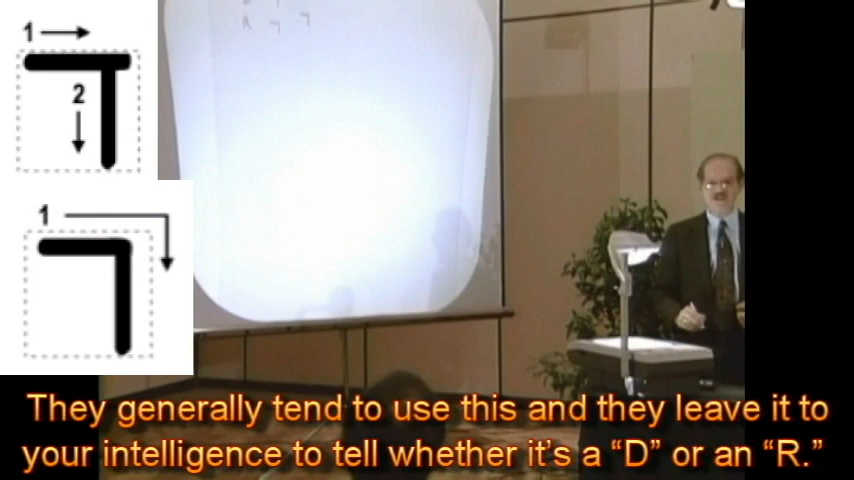 1
2
1
R ㄱ ㄱ
They generally tend to use this and they leave it to
your intelligence to tell whether it's a “D” or an “R.”